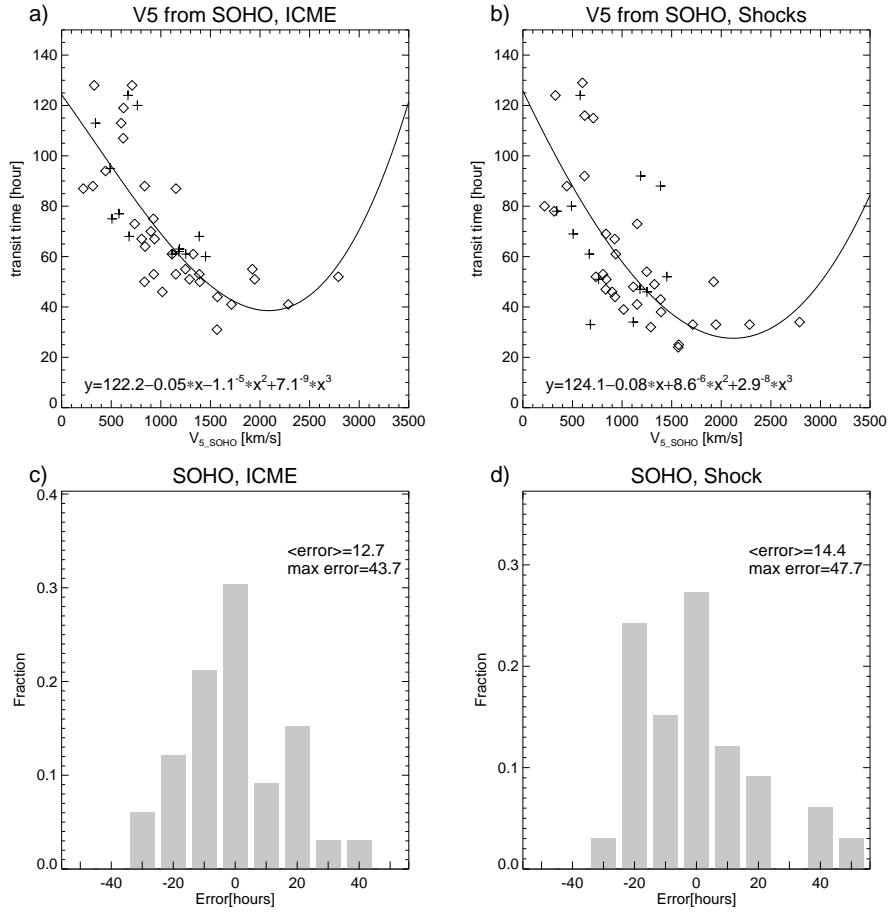 a)
V5 from SOHO, ICME
transit time [hour]
140
120
100
80
60
40
20
0
y=122.2−0.05∗x−1.1⁻⁵∗x²+7.1⁻⁹∗x³
0 500 1000 1500 2000 2500 3000 3500
V5_SOHO [km/s]
b)
V5 from SOHO, Shocks
transit time [hour]
140
120
100
80
60
40
20
0
y=124.1−0.08∗x+8.6⁻⁶∗x²+2.9⁻⁸∗x³
0 500 1000 1500 2000 2500 3000 3500
V5_SOHO [km/s]
c)
SOHO, ICME
Fraction
0.4
0.3
0.2
0.1
0.0
<error>=12.7
max error=43.7
-40 -20 0 20 40
Error[hours]
d)
SOHO, Shock
Fraction
0.3
0.2
0.1
0.0
<error>=14.4
max error=47.7
-40 -20 0 20 40
Error[hours]